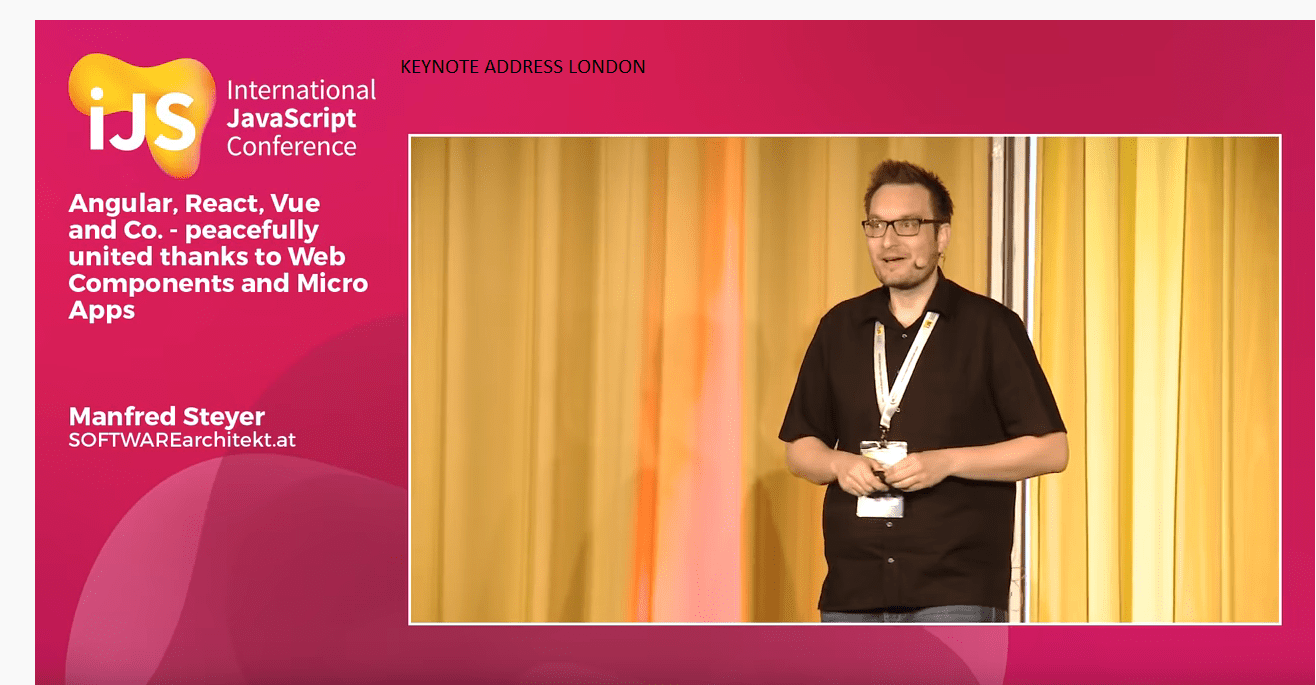 iJS
International
JavaScript
Conference
KEYNOTE ADDRESS LONDON
Angular, React, Vue
and Co. - peacefully
united thanks to Web
Components and Micro
Apps
Manfred Steyer
SOFTWAREarchitekt.at